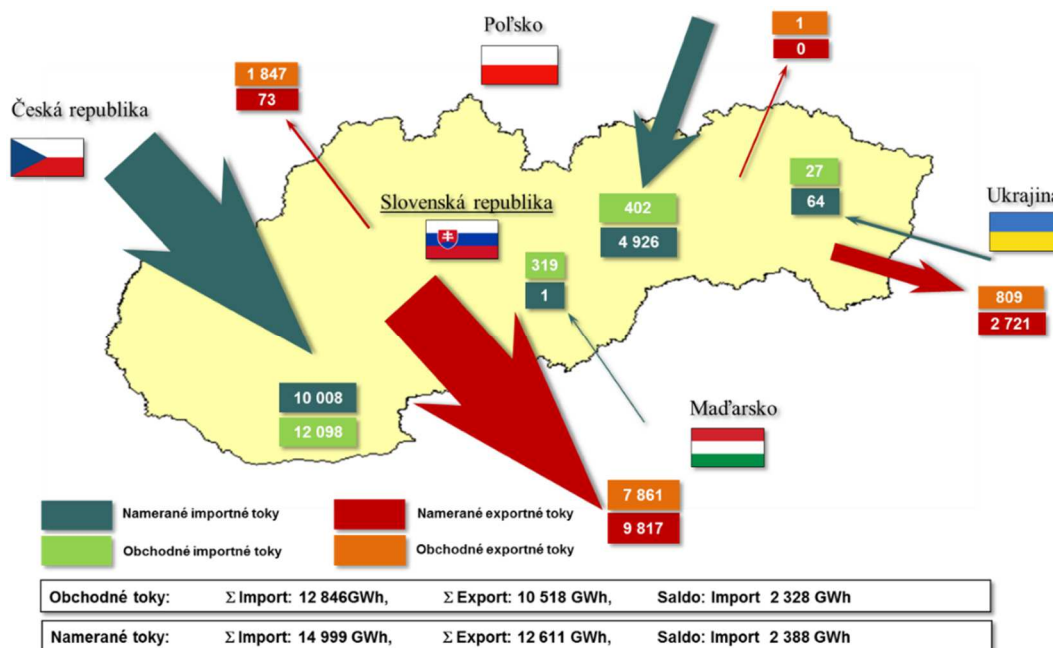 Poľsko
1
0
1 847
73
Česká republika
27
64
Ukrajina
Slovenská republika
402
4 926
319
1
809
2 721
10 008
12 098
Maďarsko
7 861
9 817
Namerané importné toky
Namerané exportné toky
Obchodné importné toky
Obchodné exportné toky
Obchodné toky: Σ Import: 12 846GWh, Σ Export: 10 518 GWh, Saldo: Import 2 328 GWh
Namerané toky: Σ Import: 14 999 GWh, Σ Export: 12 611 GWh, Saldo: Import 2 388 GWh